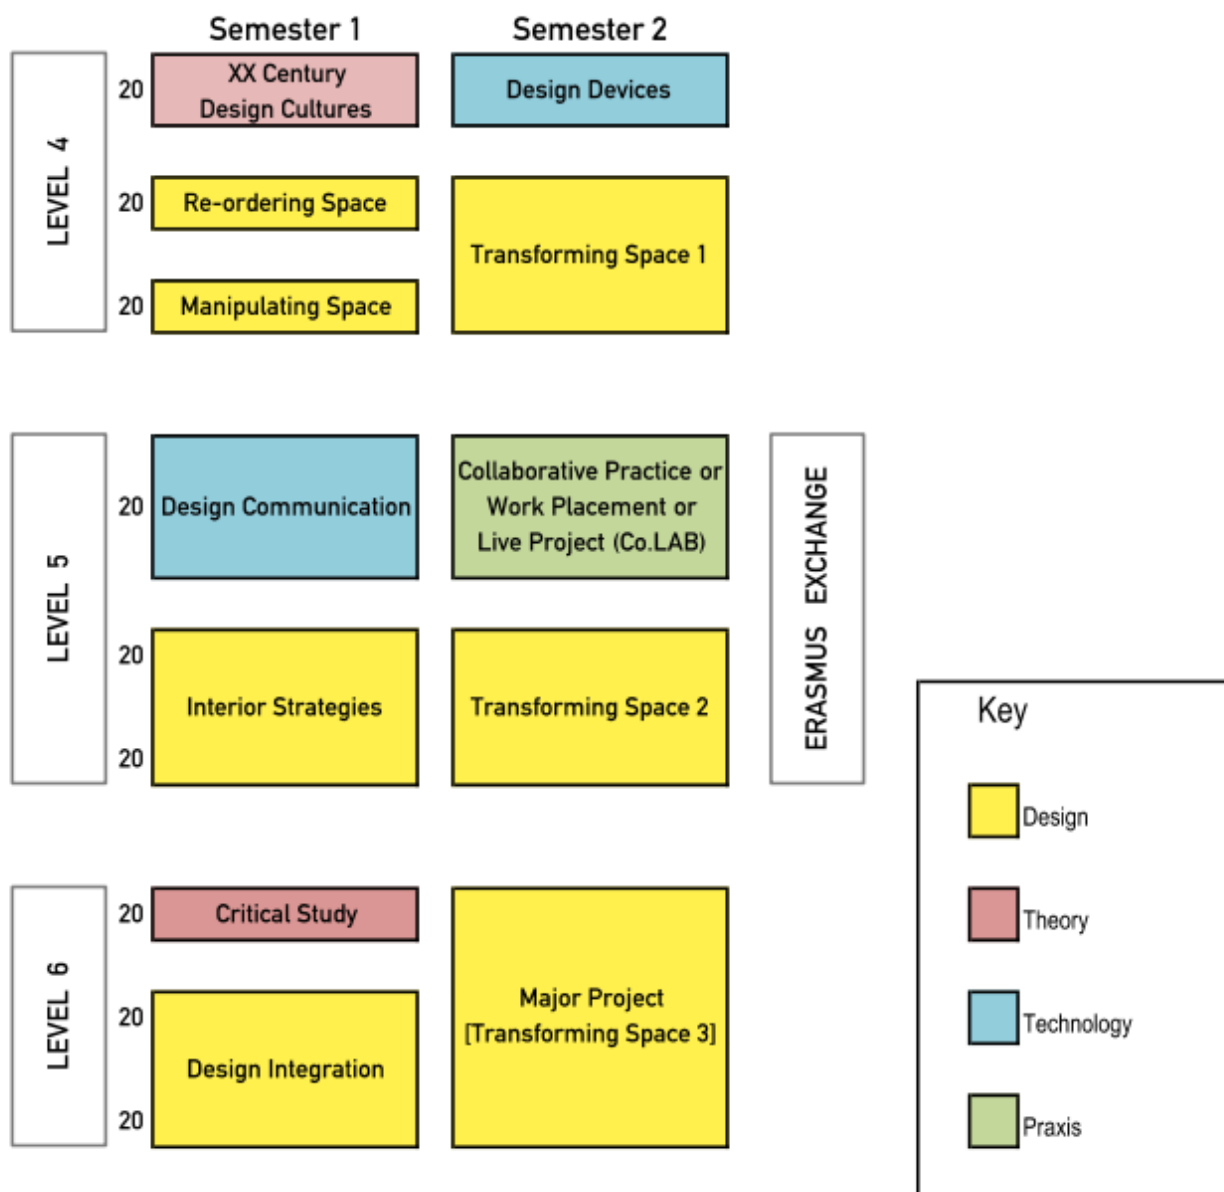 Semester 1
Semester 2
LEVEL 4
20
XX Century
Design Cultures
Design Devices
20
Re-ordering Space
Transforming Space 1
20
Manipulating Space
LEVEL 5
20
Design Communication
Collaborative Practice or
Work Placement or
Live Project (Co.LAB)
ERASMUS EXCHANGE
20
Interior Strategies
Transforming Space 2
20
LEVEL 6
20
Critical Study
Major Project
[Transforming Space 3]
20
Design Integration
20
Key
Design
Theory
Technology
Praxis